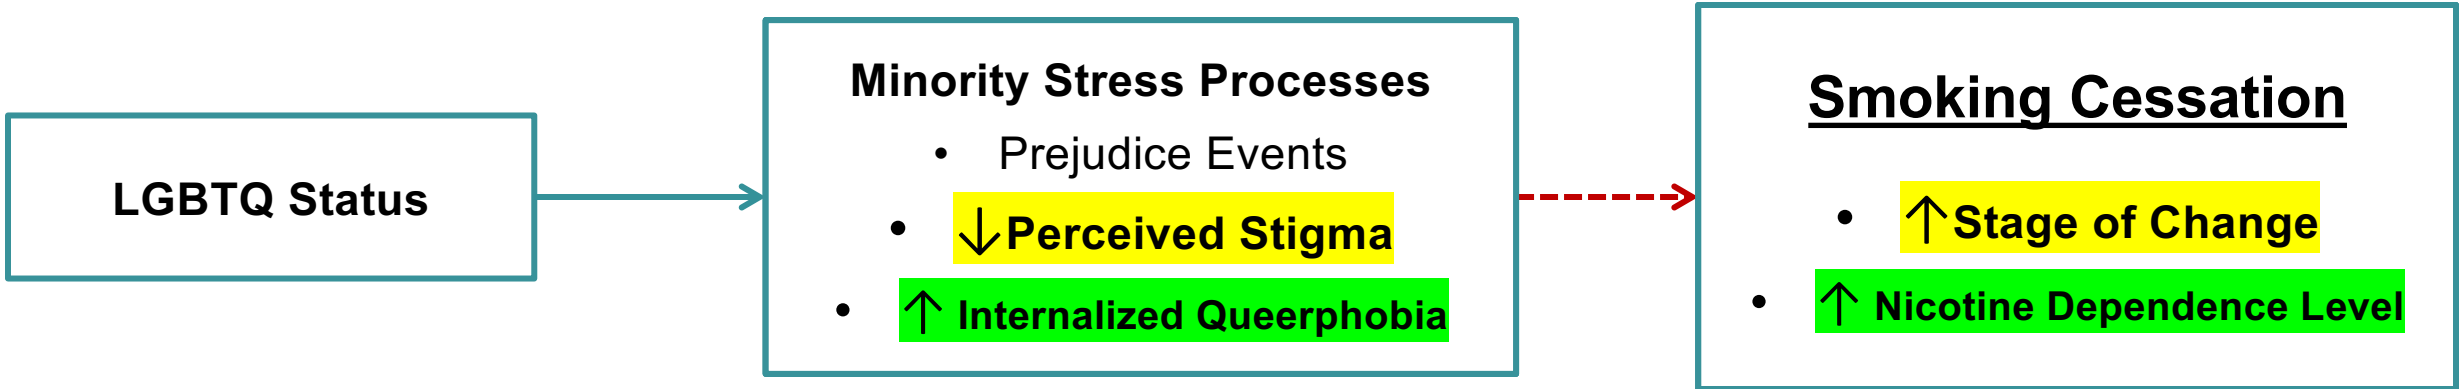 LGBTQ Status
Minority Stress Processes
• Prejudice Events
• ↓Perceived Stigma
• ↑ Internalized Queerphobia
Smoking Cessation
• ↑Stage of Change
• ↑ Nicotine Dependence Level